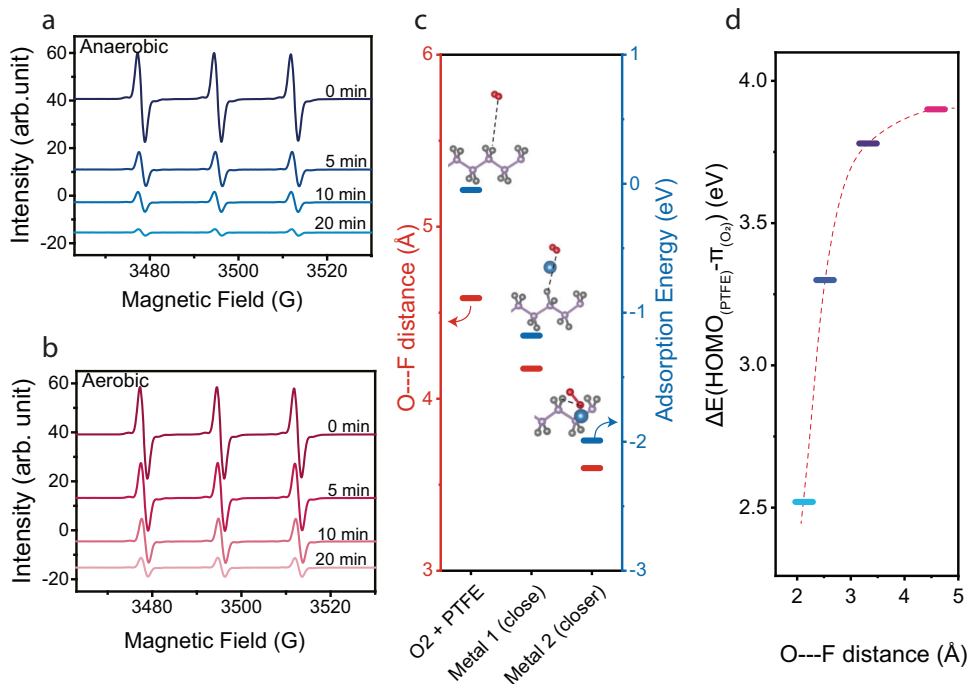 a
Anaerobic
Intensity (arb.unit)
60
40
20
0
-20
0 min
5 min
10 min
20 min
3480
3500
3520
Magnetic Field (G)
b
Aerobic
Intensity (arb. unit)
60
40
20
0
-20
0 min
5 min
10 min
20 min
3480
3500
3520
Magnetic Field (G)
c
O---F distance (Å)
6
5
4
3
Adsorption Energy (eV)
1
0
-1
-2
-3
O2 + PTFE
Metal 1 (close)
Metal 2 (closer)
d
ΔE(HOMO(PTFE)-π(O₂)) (eV)
4.0
3.5
3.0
2.5
2
3
4
5
O---F distance (Å)